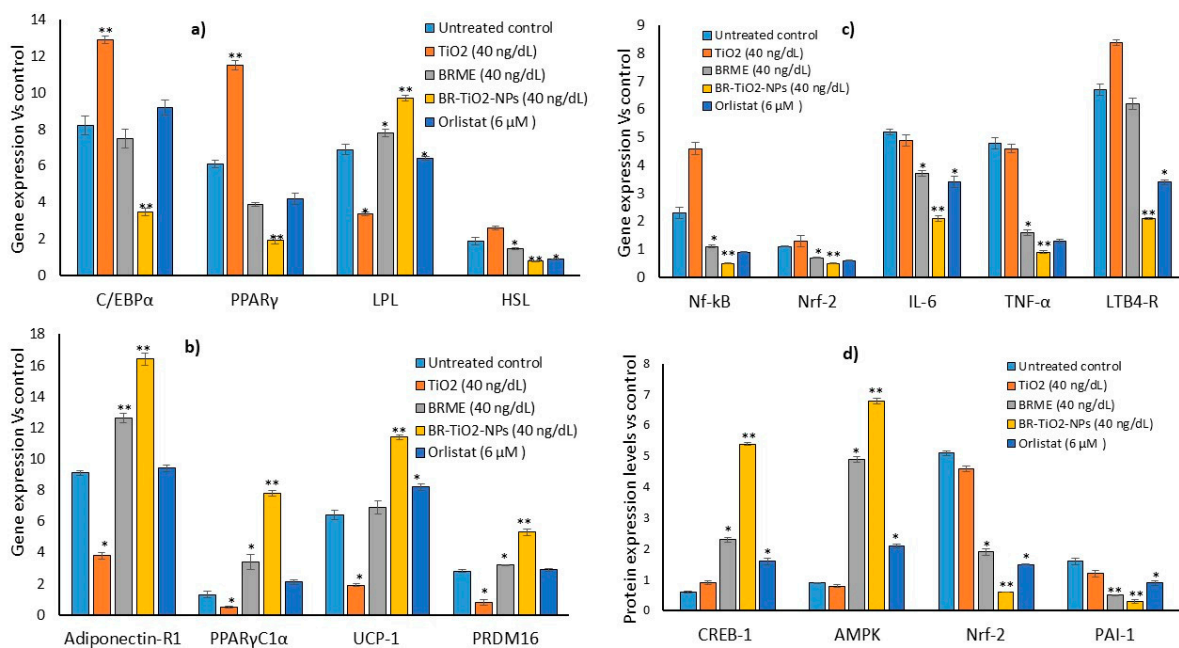 a)
Gene expression Vs control
14
12
10
8
6
4
2
0
Untreated control
TiO2 (40 ng/dL)
BRME (40 ng/dL)
BR-TiO2-NPs (40 ng/dL)
Orlistat (6 µM )
** ** ** ** * * ** * * ** *
C/EBPα PPARγ LPL HSL
c)
Gene expression Vs control
9
8
7
6
5
4
3
2
1
0
Untreated control
TiO2 (40 ng/dL)
BRME (40 ng/dL)
BR-TiO2-NPs (40 ng/dL)
Orlistat (6 µM )
* ** * ** * ** * * ** ** *
Nf-kB Nrf-2 IL-6 TNF-α LTB4-R
b)
Gene expression Vs control
18
16
14
12
10
8
6
4
2
0
Untreated control
TiO2 (40 ng/dL)
BRME (40 ng/dL)
BR-TiO2-NPs (40 ng/dL)
Orlistat (6 µM )
* ** ** * * ** * ** * * * **
Adiponectin-R1 PPARγC1α UCP-1 PRDM16
d)
Protein expression levels vs control
8
7
6
5
4
3
2
1
0
Untreated control
TiO2 (40 ng/dL)
BRME (40 ng/dL)
BR-TiO2-NPs (40 ng/dL)
Orlistat (6 µM )
* ** * * ** * * ** * ** ** *
CREB-1 AMPK Nrf-2 PAI-1